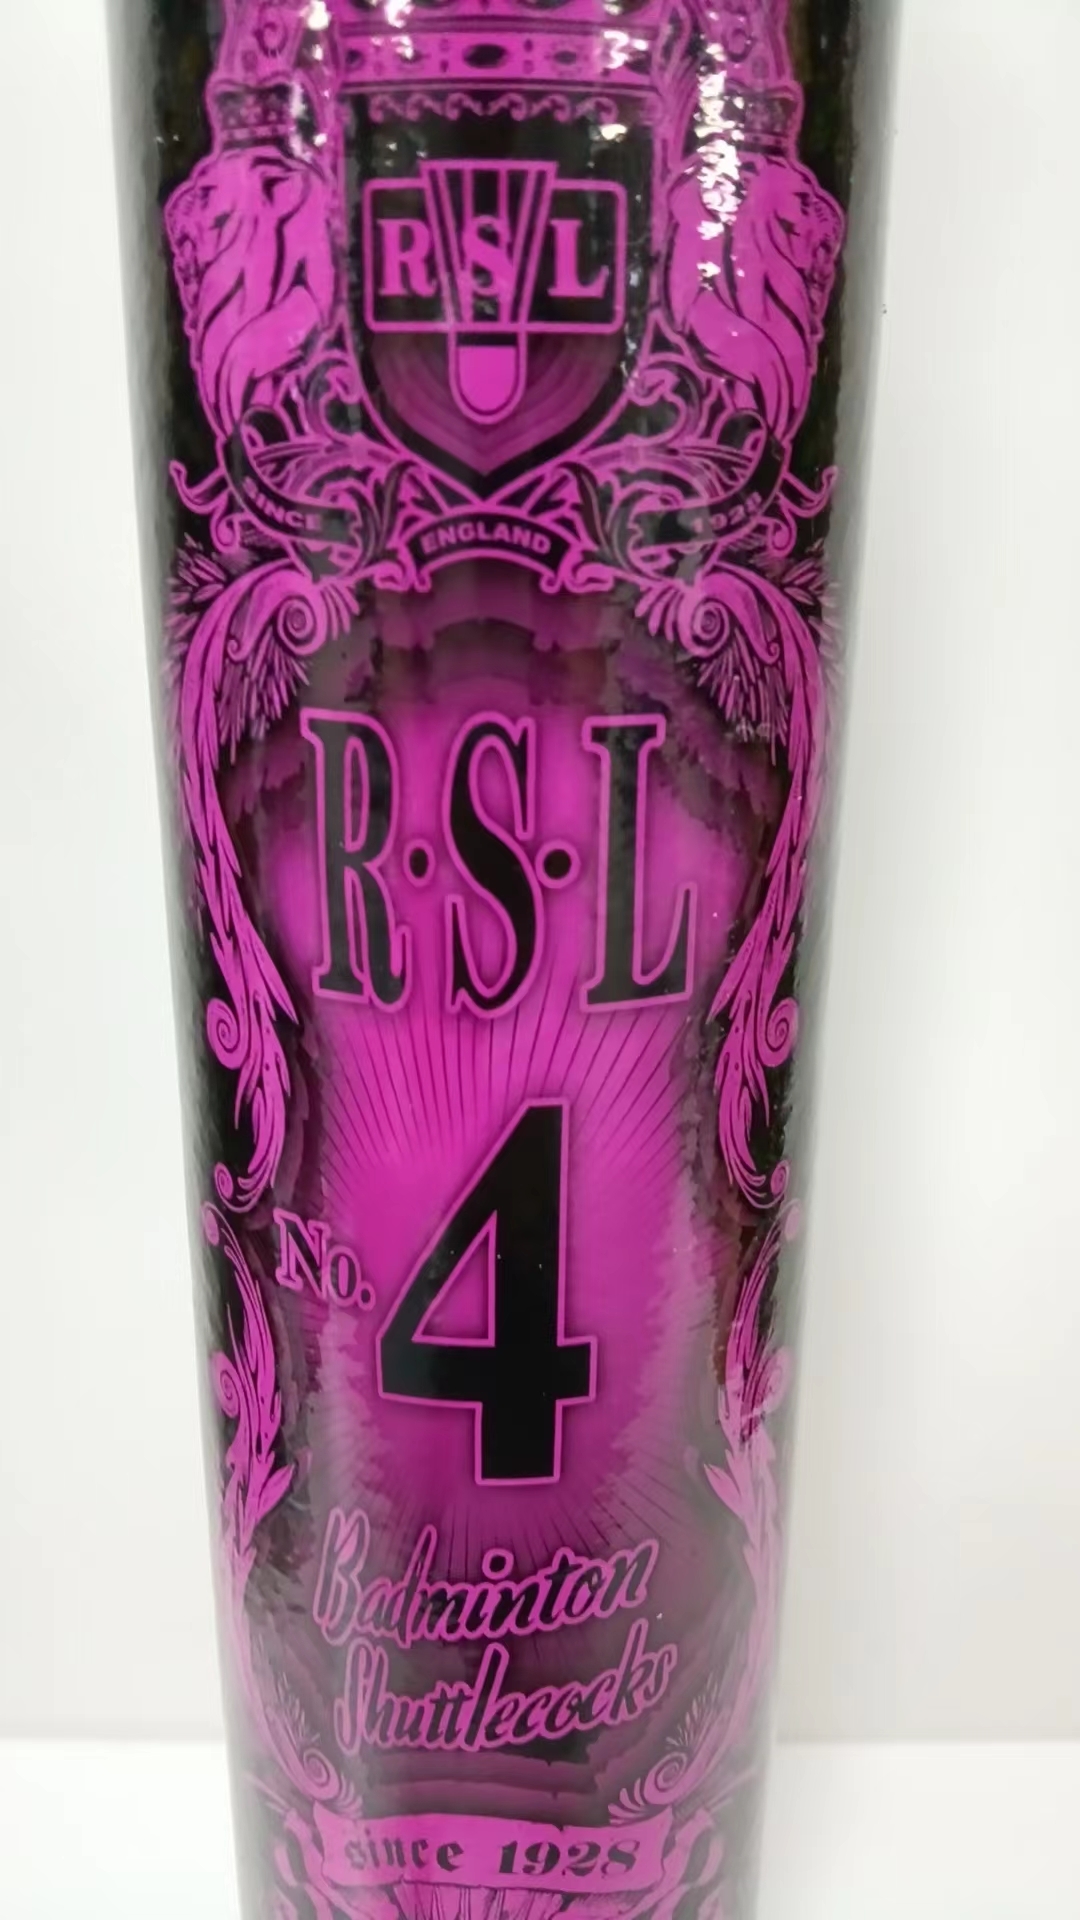 RSL
SINCE
ENGLAND
1928
R·S·L
No. 4
Badminton
Shuttlecocks
since 1928